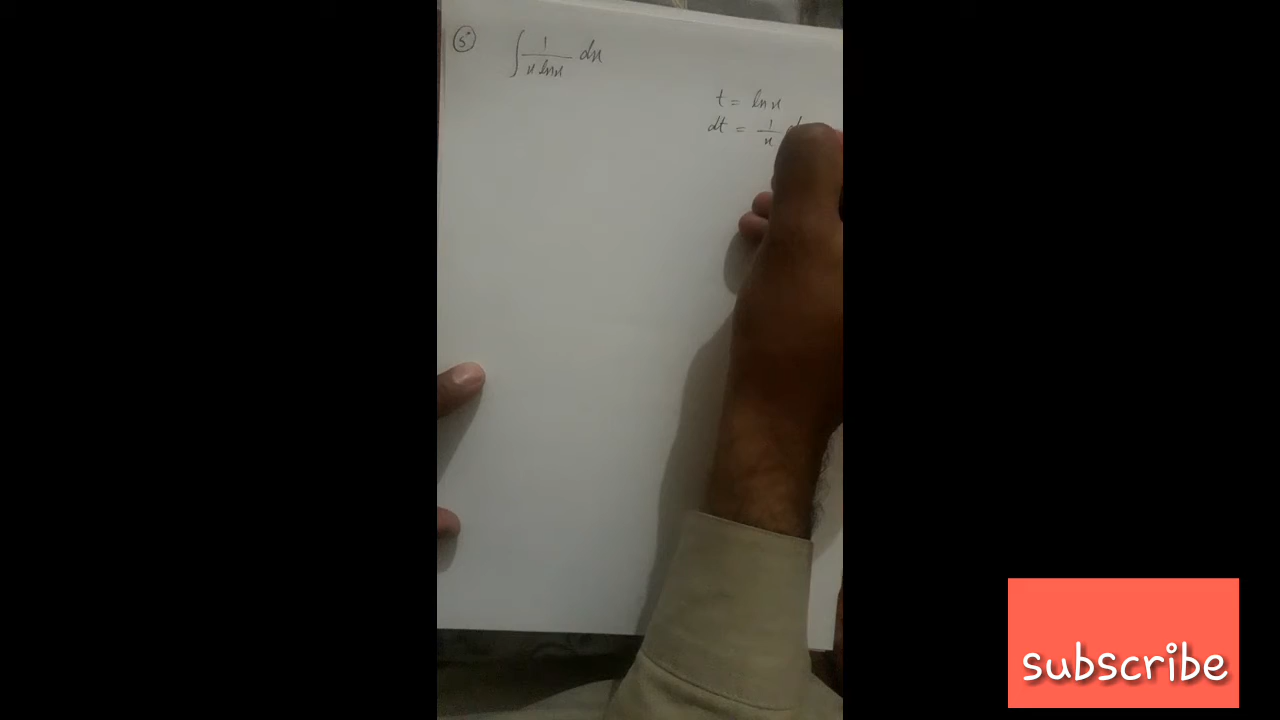 5
∫ 1/(x ln x) dx
t = ln x
dt = 1/x d
subscribe